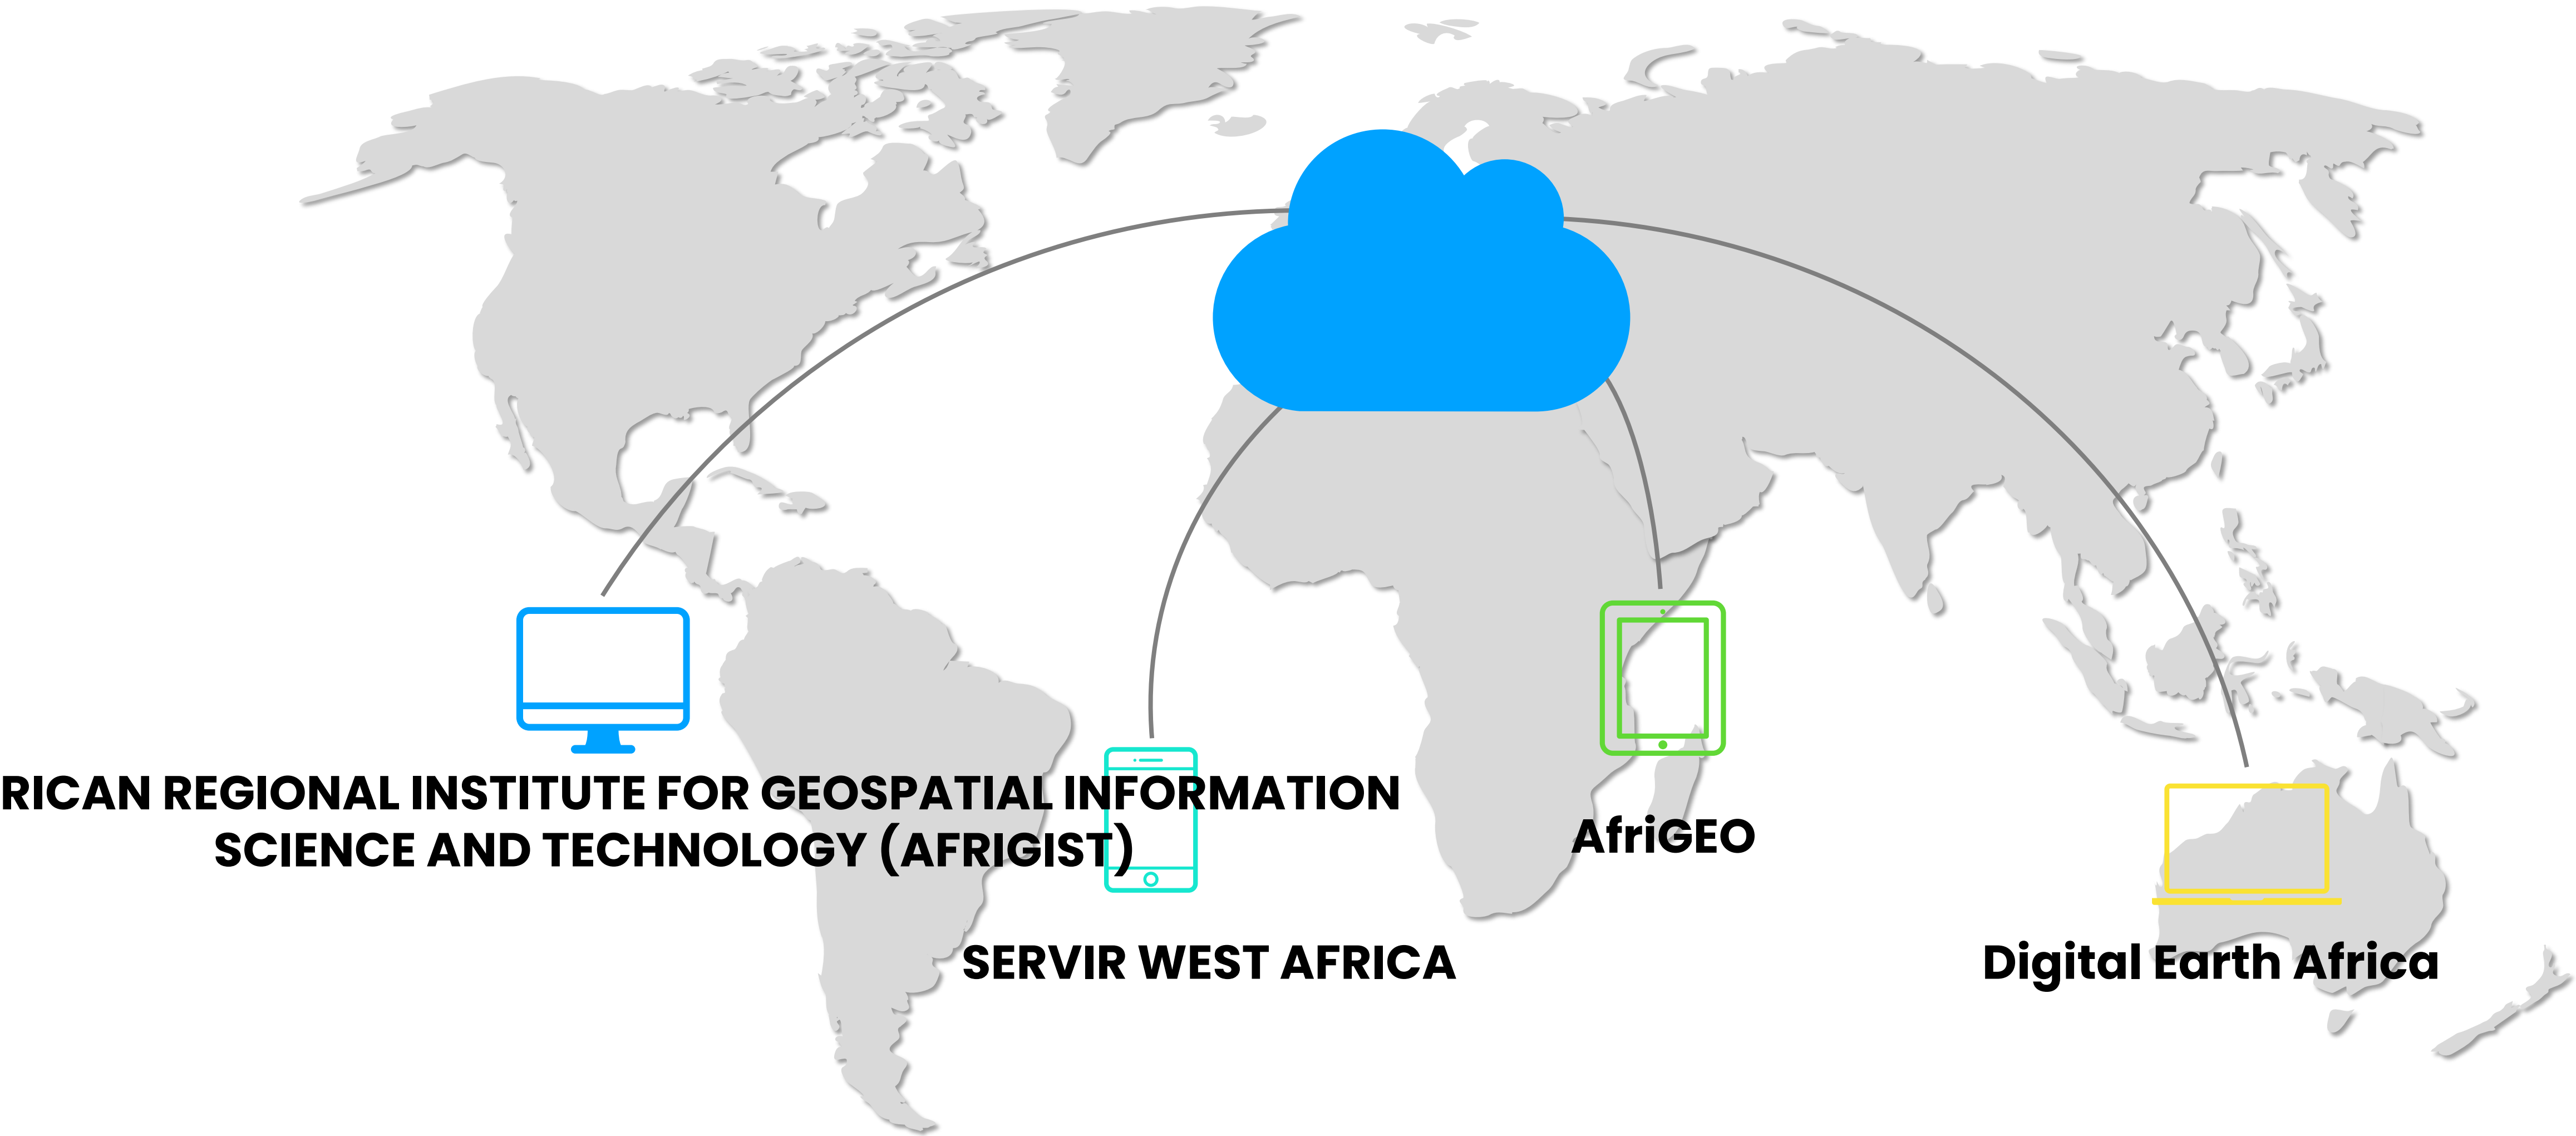 RICAN REGIONAL INSTITUTE FOR GEOSPATIAL INFORMATION
SCIENCE AND TECHNOLOGY (AFRIGIST)
AfriGEO
SERVIR WEST AFRICA
Digital Earth Africa